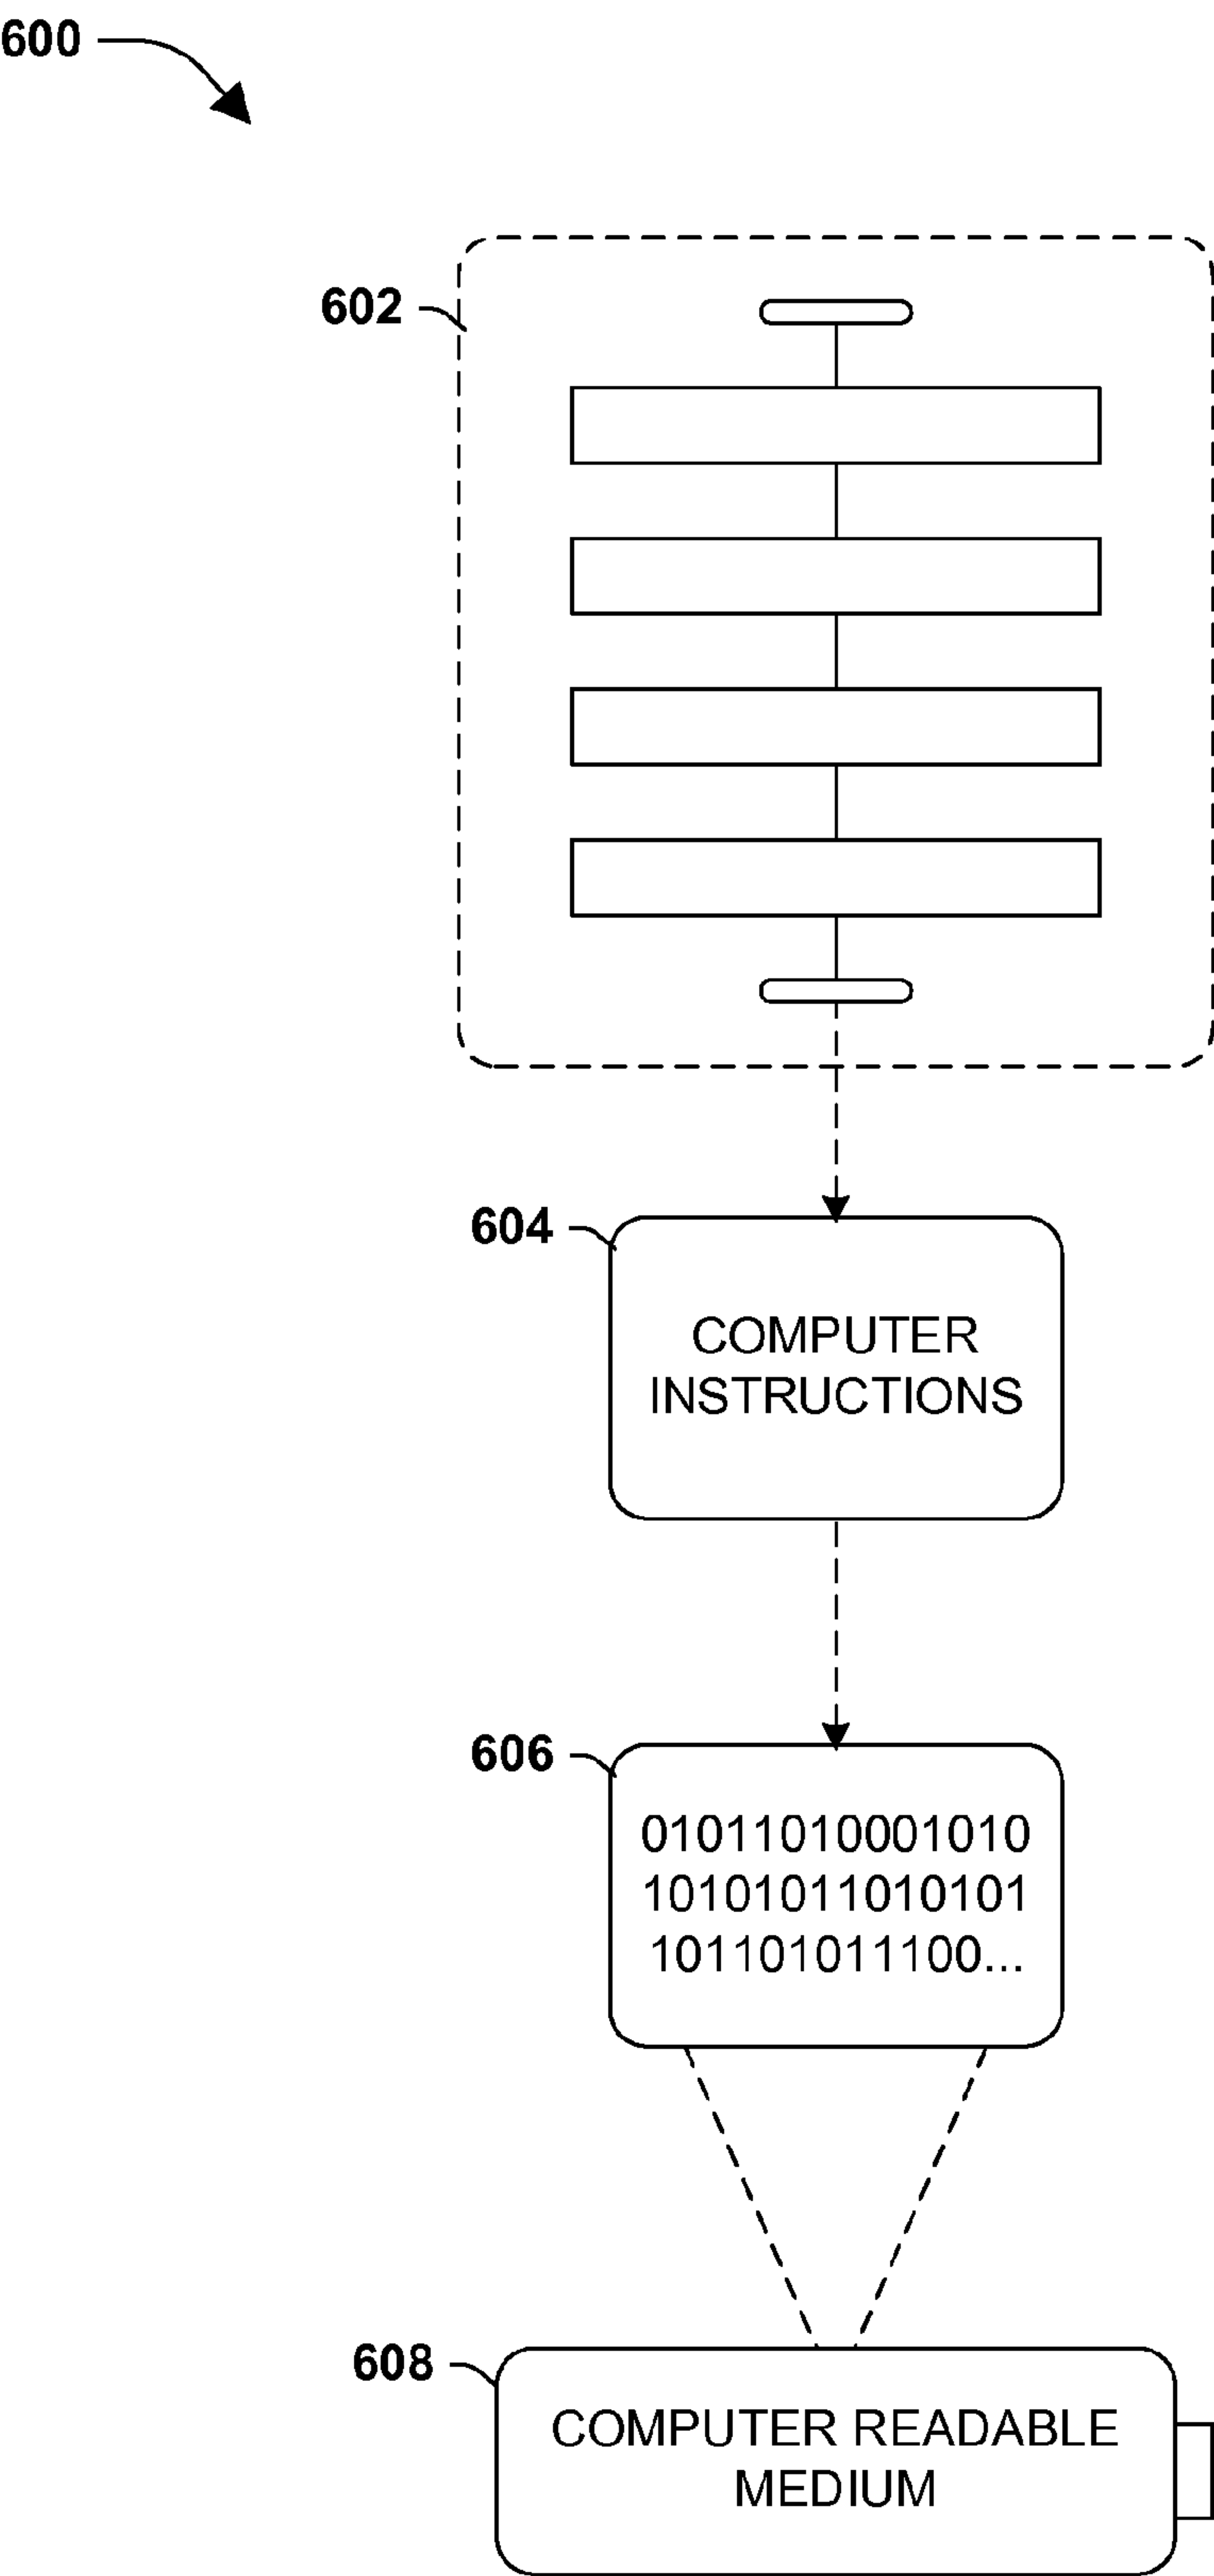 600
602
604
COMPUTER
INSTRUCTIONS
606
01011010001010
10101011010101
101101011100...
608
COMPUTER READABLE
MEDIUM